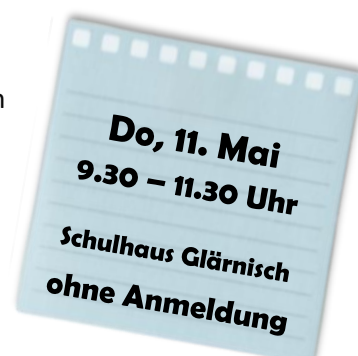 Do, 11. Mai
9.30 – 11.30 Uhr
Schulhaus Glärnisch
ohne Anmeldung